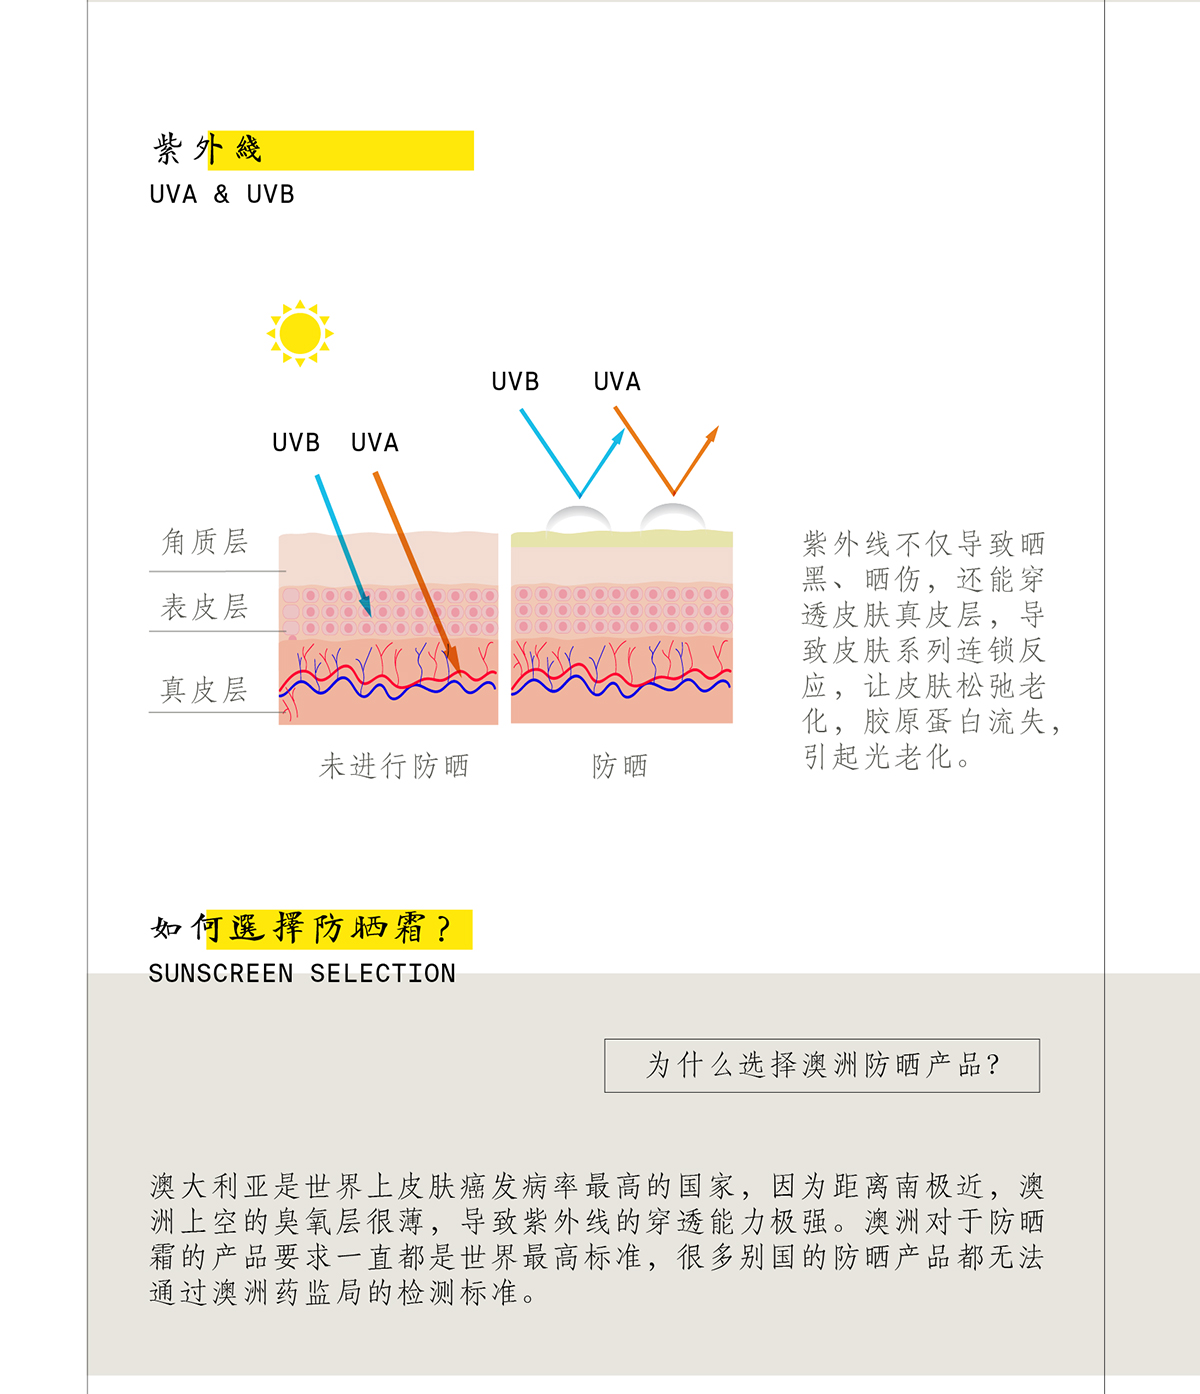 紫外綫
UVA & UVB
UVB UVA
UVB UVA
角质层
表皮层
真皮层
未进行防晒
防晒
紫外线不仅导致晒
黑、晒伤，还能穿
透皮肤真皮层，导
致皮肤系列连锁反
应，让皮肤松弛老
化，胶原蛋白流失，
引起光老化。
如何選擇防晒霜？
SUNSCREEN SELECTION
为什么选择澳洲防晒产品？
澳大利亚是世界上皮肤癌发病率最高的国家，因为距离南极近，澳
洲上空的臭氧层很薄，导致紫外线的穿透能力极强。澳洲对于防晒
霜的产品要求一直都是世界最高标准，很多别国的防晒产品都无法
通过澳洲药监局的检测标准。